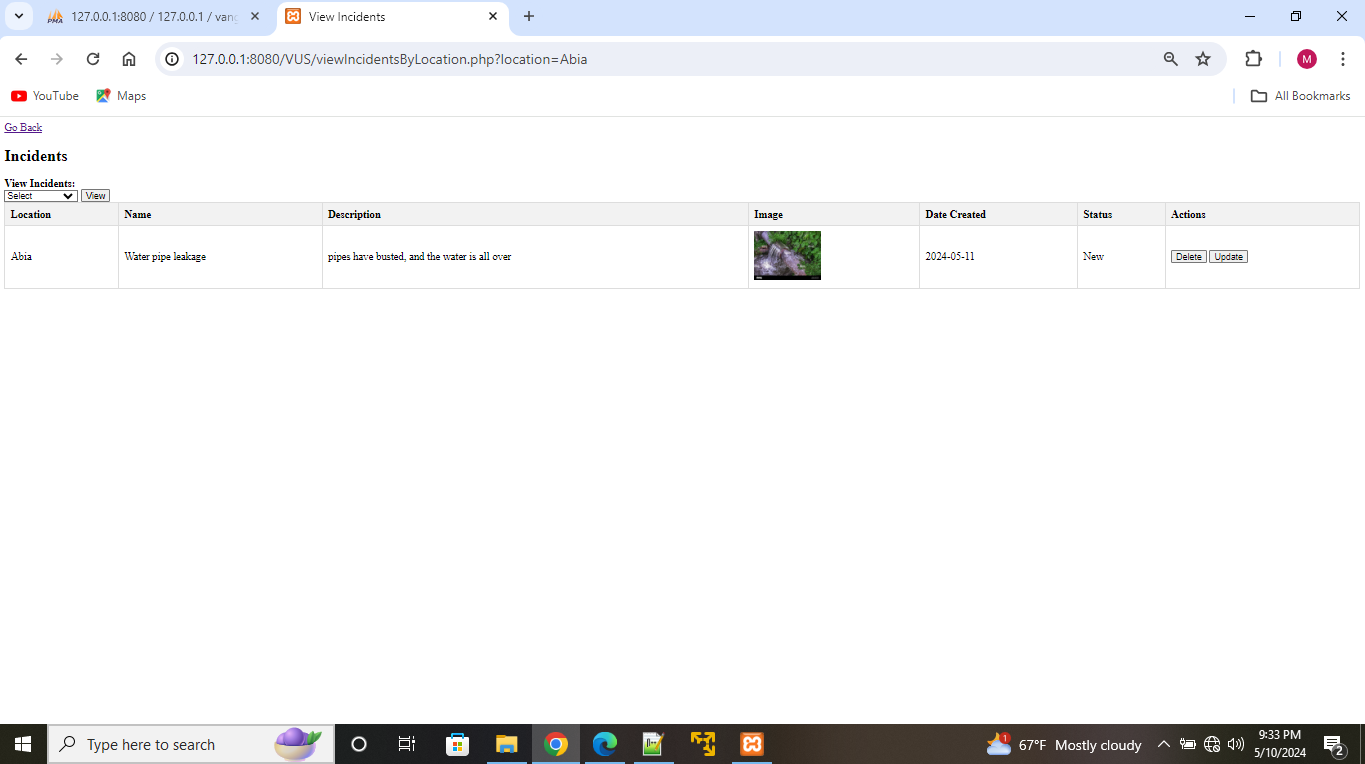 PMA 127.0.0.1:8080 / 127.0.0.1 / vang
View Incidents
127.0.0.1:8080/VUS/viewIncidentsByLocation.php?location=Abia
M
YouTube Maps All Bookmarks
Go Back
Incidents
View Incidents:
Select View
Location Name Description Image Date Created Status Actions
Abia Water pipe leakage pipes have busted, and the water is all over 2024-05-11 New Delete Update
Type here to search
1 67°F Mostly cloudy
9:33 PM
5/10/2024
2